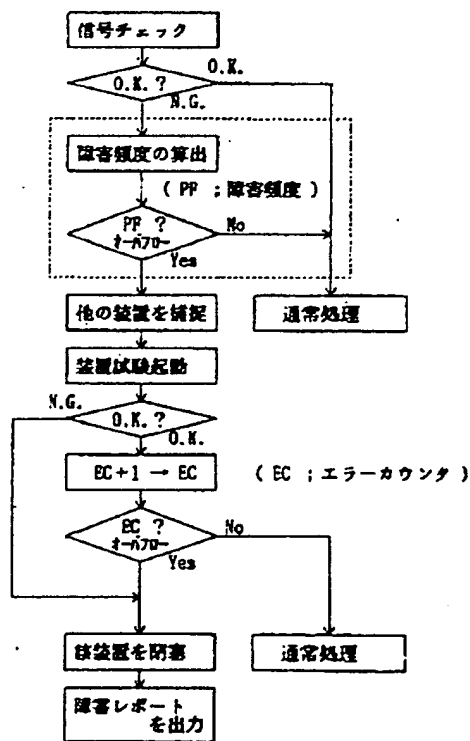 信号チェック
O.K.?
O.K.
N.G.
障害頻度の算出
( PF ;障害頻度 )
PF ?
オーバフロー
No
Yes
他の装置を捕捉
通常処理
装置試験起動
N.G.
O.K.?
O.K.
EC+1 → EC
( EC ;エラーカウンタ )
EC ?
オーバフロー
No
Yes
該装置を閉塞
通常処理
障害レポート
を出力